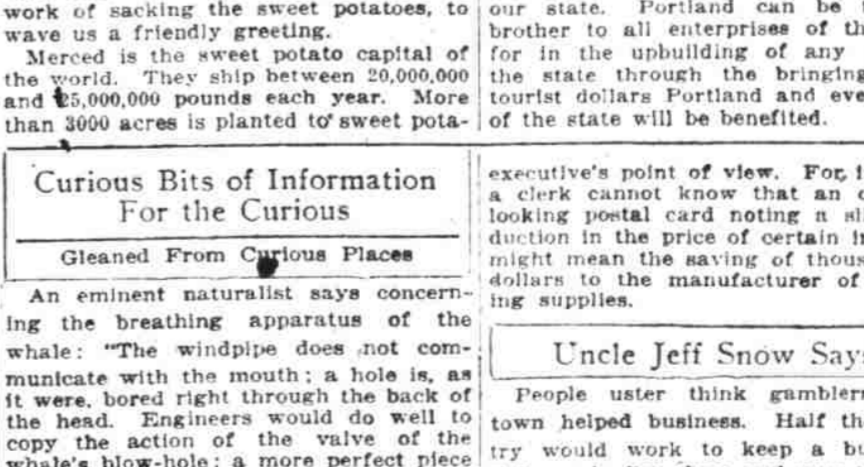 work of sacking the sweet potatoes, to
wave us a friendly greeting.
Merced is the sweet potato capital of
the world. They ship between 20,000,000
and 25,000,000 pounds each year. More
than 3000 acres is planted to sweet pota-
our state. Portland can be
brother to all enterprises of
for in the upbuilding of any
the state through the bringing
tourist dollars Portland and
of the state will be benefited.
Curious Bits of Information
For the Curious
Gleaned From Curious Places
An eminent naturalist says concern-
ing the breathing apparatus of the
whale: "The windpipe does not com-
municate with the mouth; a hole is, as
it were, bored right through the back of
the head. Engineers would do well to
copy the action of the valve of the
whale's blow-hole; a more perfect piece
executive's point of view. For,
a clerk cannot know that an
looking postal card noting a
duction in the price of certain
might mean the saving of
dollars to the manufacturer of
ing supplies.
Uncle Jeff Snow Says
People uster think
town helped business. Half
try would work to keep a